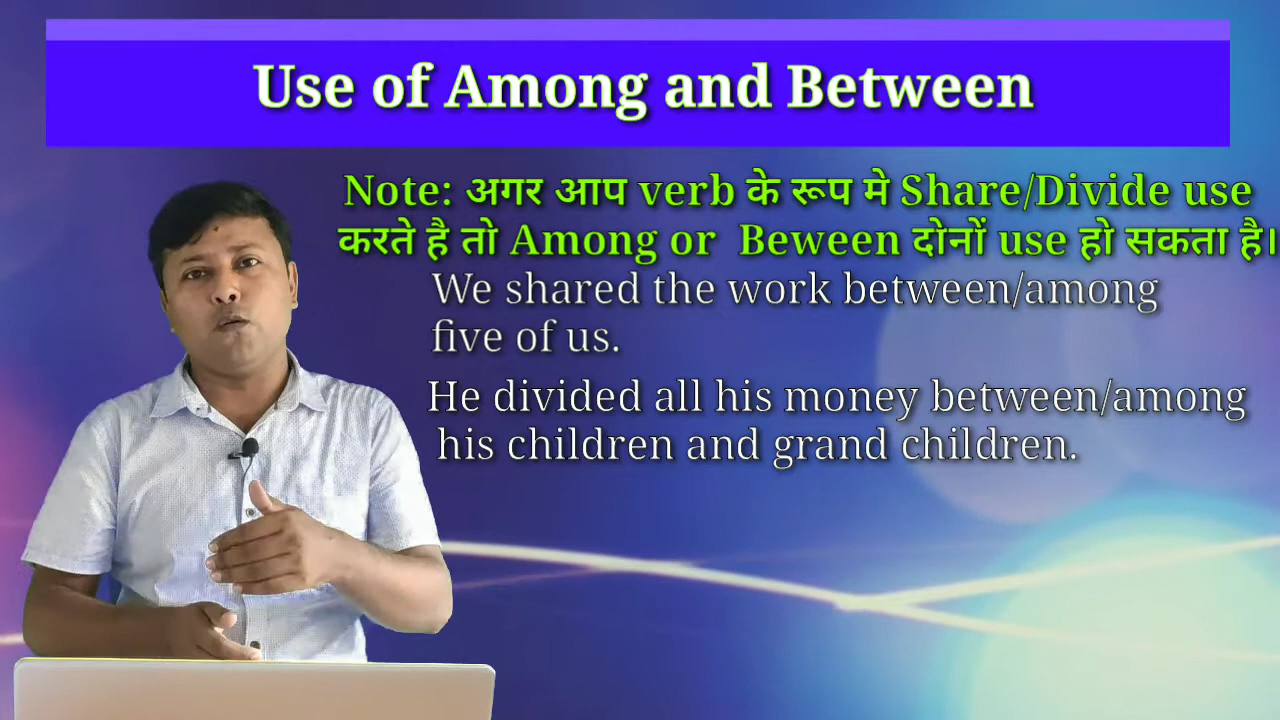 Use of Among and Between
Note: अगर आप verb के रूप मे Share/Divide use
करते है तो Among or Beween दोनों use हो सकता है।
We shared the work between/among
five of us.
He divided all his money between/among
his children and grand children.